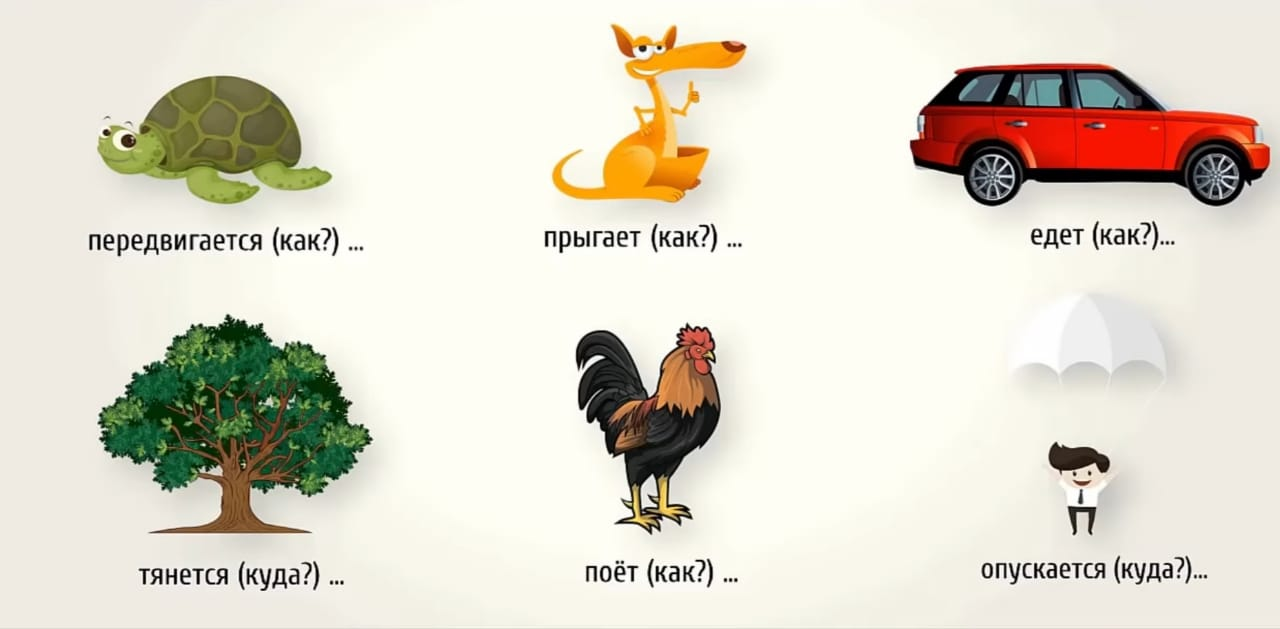 передвигается (как?) ...
прыгает (как?) ...
едет (как?)...
тянется (куда?) ...
поёт (как?) ...
опускается (куда?)...